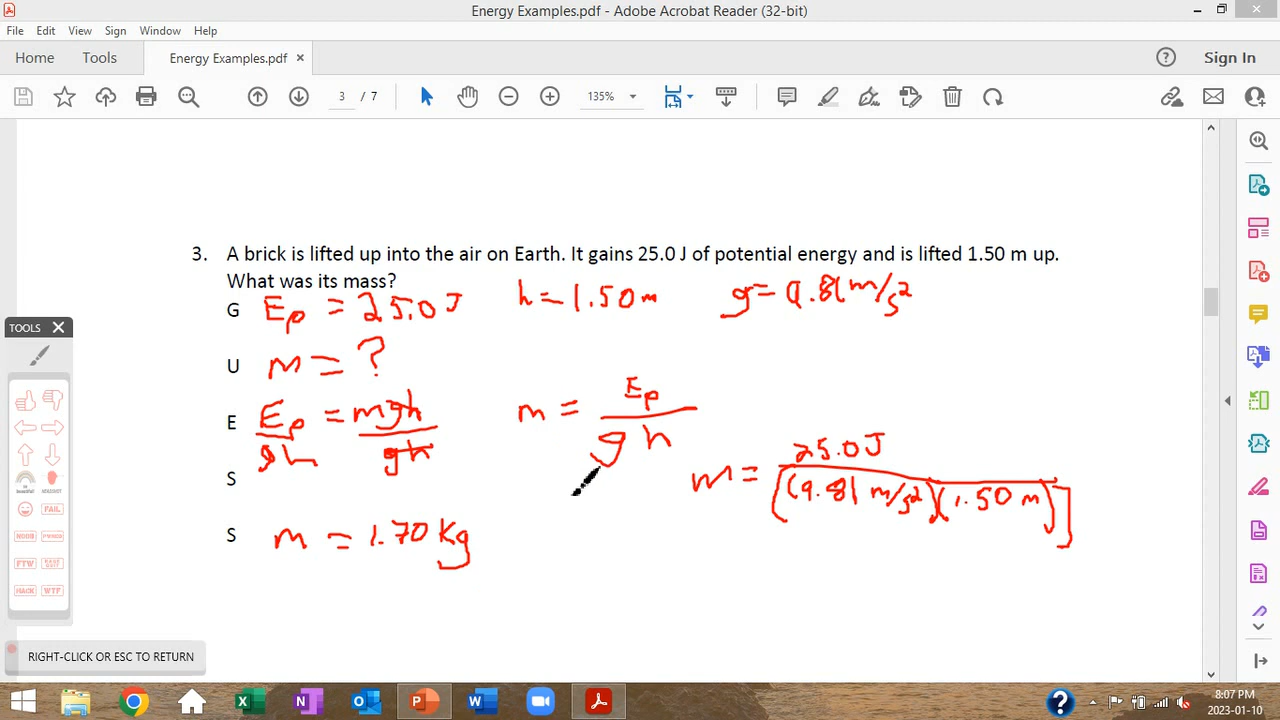 Energy Examples.pdf - Adobe Acrobat Reader (32-bit)
File Edit View Sign Window Help
Home Tools Energy Examples.pdf × Sign In
3 / 7 135%
3. A brick is lifted up into the air on Earth. It gains 25.0 J of potential energy and is lifted 1.50 m up.
What was its mass?
G Ep = 25.0 J h = 1.50 m g = 9.81 m/s²
TOOLS
U m = ?
E Ep = mgh m = Ep
gh gh g h
S m = 25.0 J
[(9.81 m/s²)(1.50 m)]
S m = 1.70 kg
FAIL
FTW
HACK WTF
RIGHT-CLICK OR ESC TO RETURN
8:07 PM
2023-01-10